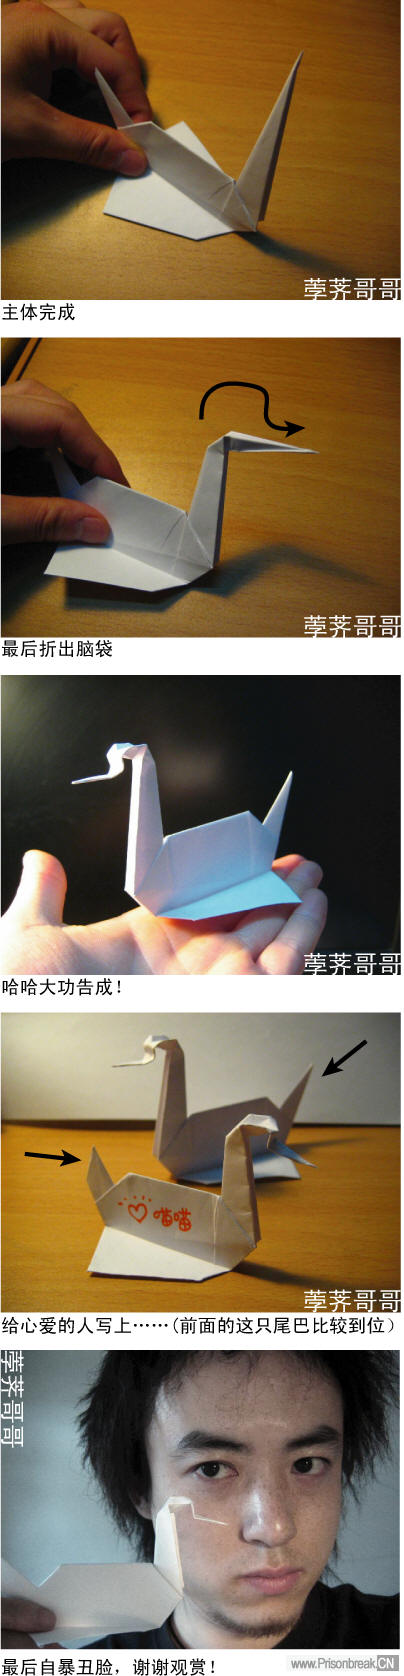 荸荠哥哥
主体完成
荸荠哥哥
最后折出脑袋
荸荠哥哥
哈哈大功告成！
喵喵
荸荠哥哥
给心爱的人写上……(前面的这只尾巴比较到位)
荸荠哥哥
最后自暴丑脸，谢谢观赏！
www.Prisonbreak.CN